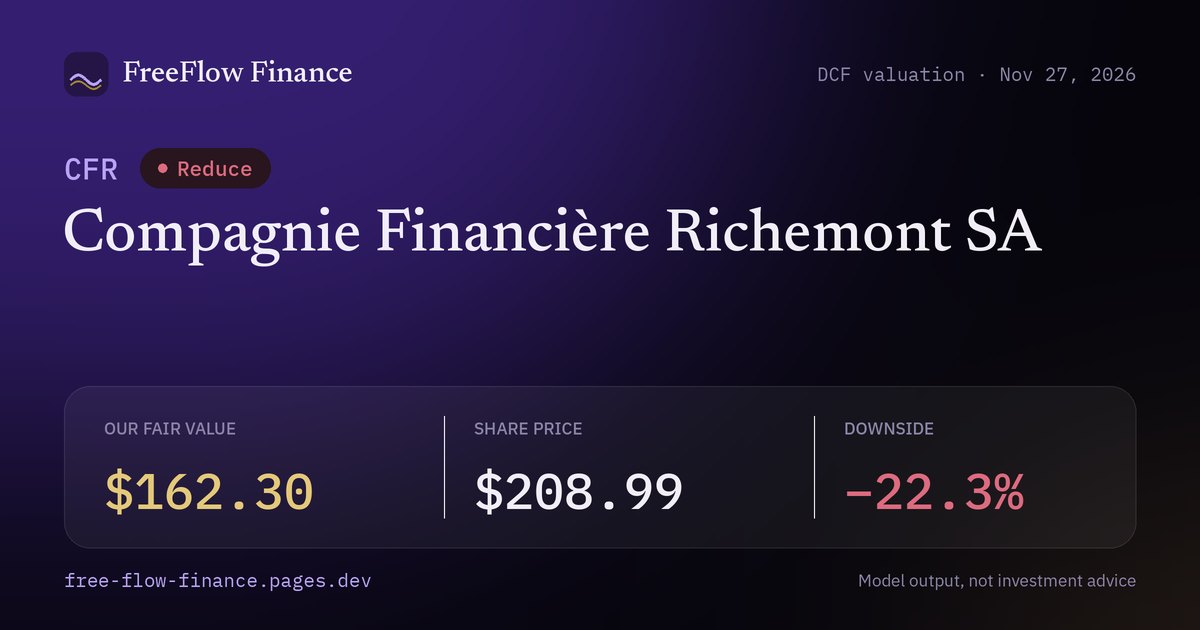 FreeFlow Finance
DCF valuation · Nov 27, 2026
CFR
Reduce
Compagnie Financière Richemont SA
OUR FAIR VALUE
$162.30
SHARE PRICE
$208.99
DOWNSIDE
−22.3%
free-flow-finance.pages.dev
Model output, not investment advice